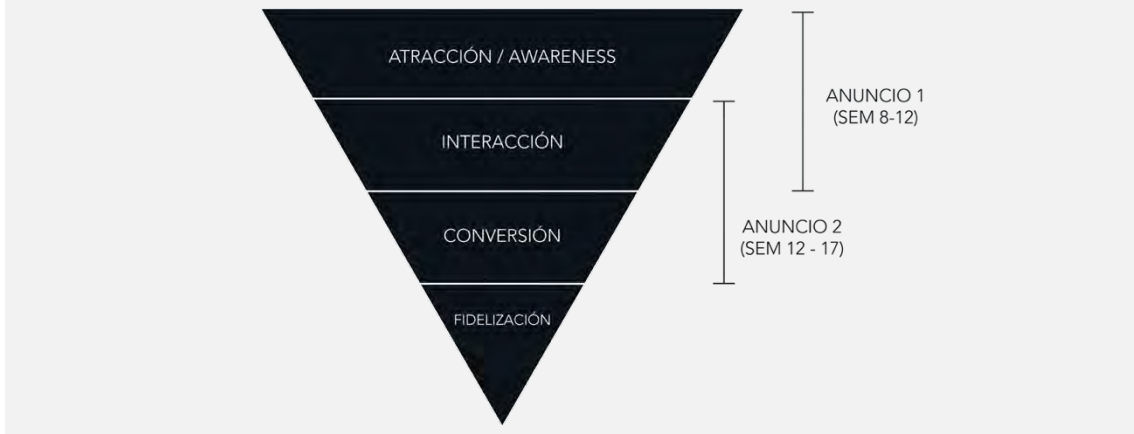 ATRACCIÓN / AWARENESS
INTERACCIÓN
CONVERSIÓN
FIDELIZACIÓN
ANUNCIO 1
(SEM 8-12)
ANUNCIO 2
(SEM 12 - 17)